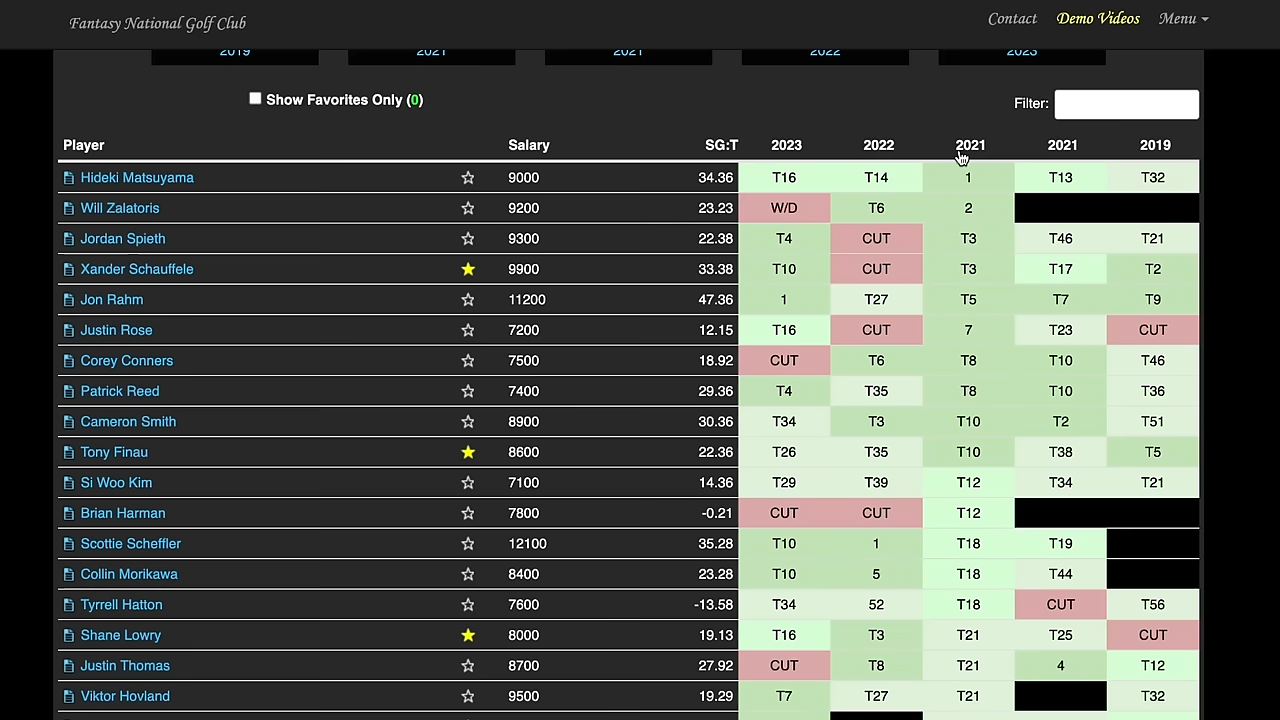 Fantasy National Golf Club Contact Demo Videos Menu
2019 2021 2021 2022 2023
Show Favorites Only (0) Filter:
Player Salary SG:T 2023 2022 2021 2021 2019
Hideki Matsuyama 9000 34.36 T16 T14 1 T13 T32
Will Zalatoris 9200 23.23 W/D T6 2
Jordan Spieth 9300 22.38 T4 CUT T3 T46 T21
Xander Schauffele 9900 33.38 T10 CUT T3 T17 T2
Jon Rahm 11200 47.36 1 T27 T5 T7 T9
Justin Rose 7200 12.15 T16 CUT 7 T23 CUT
Corey Conners 7500 18.92 CUT T6 T8 T10 T46
Patrick Reed 7400 29.36 T4 T35 T8 T10 T36
Cameron Smith 8900 30.36 T34 T3 T10 T2 T51
Tony Finau 8600 22.36 T26 T35 T10 T38 T5
Si Woo Kim 7100 14.36 T29 T39 T12 T34 T21
Brian Harman 7800 -0.21 CUT CUT T12
Scottie Scheffler 12100 35.28 T10 1 T18 T19
Collin Morikawa 8400 23.28 T10 5 T18 T44
Tyrrell Hatton 7600 -13.58 T34 52 T18 CUT T56
Shane Lowry 8000 19.13 T16 T3 T21 T25 CUT
Justin Thomas 8700 27.92 CUT T8 T21 4 T12
Viktor Hovland 9500 19.29 T7 T27 T21 T32